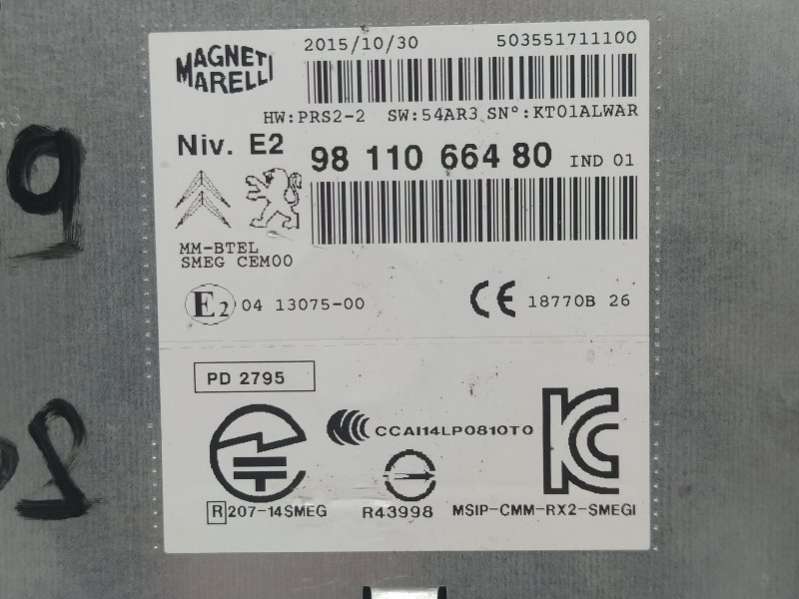 MAGNETI
MARELLI
2015/10/30 503551711100
HW:PRS2-2 SW:54AR3 SN°:KT01ALWAR
Niv. E2
98 110 664 80 IND 01
MM-BTEL
SMEG CEM00
E2 04 13075-00
CE 18770B 26
PD 2795
CCAI14LP0810T0
R 207-14SMEG
R43998
MSIP-CMM-RX2-SMEGI